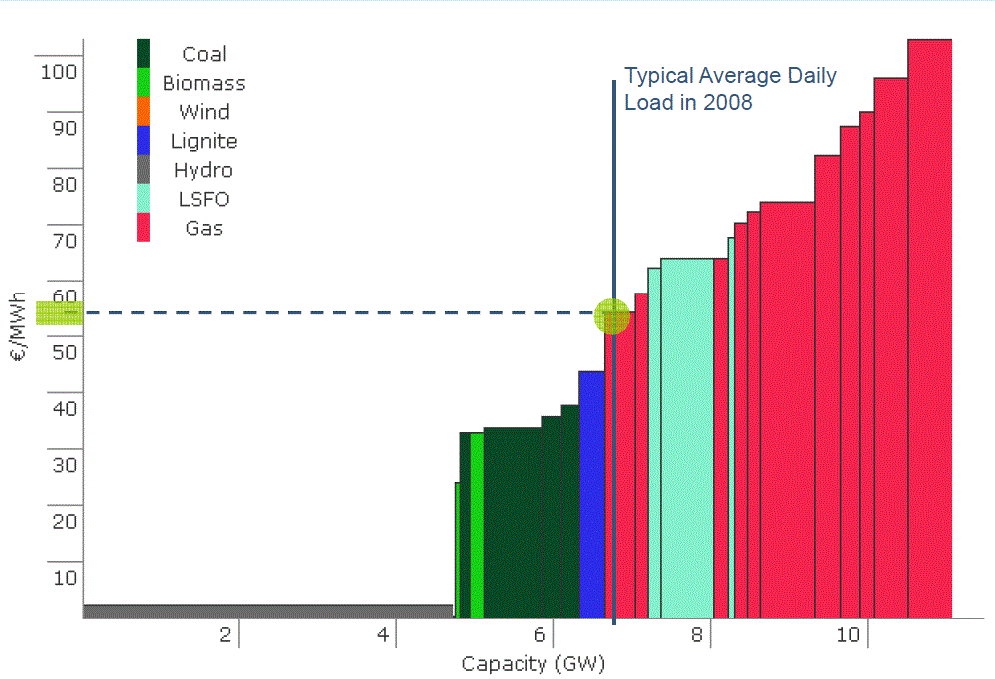 Coal
Biomass
Wind
Lignite
Hydro
LSFO
Gas
Typical Average Daily
Load in 2008
100
90
80
70
60
50
40
30
20
10
€/MWh
2
4
6
8
10
Capacity (GW)